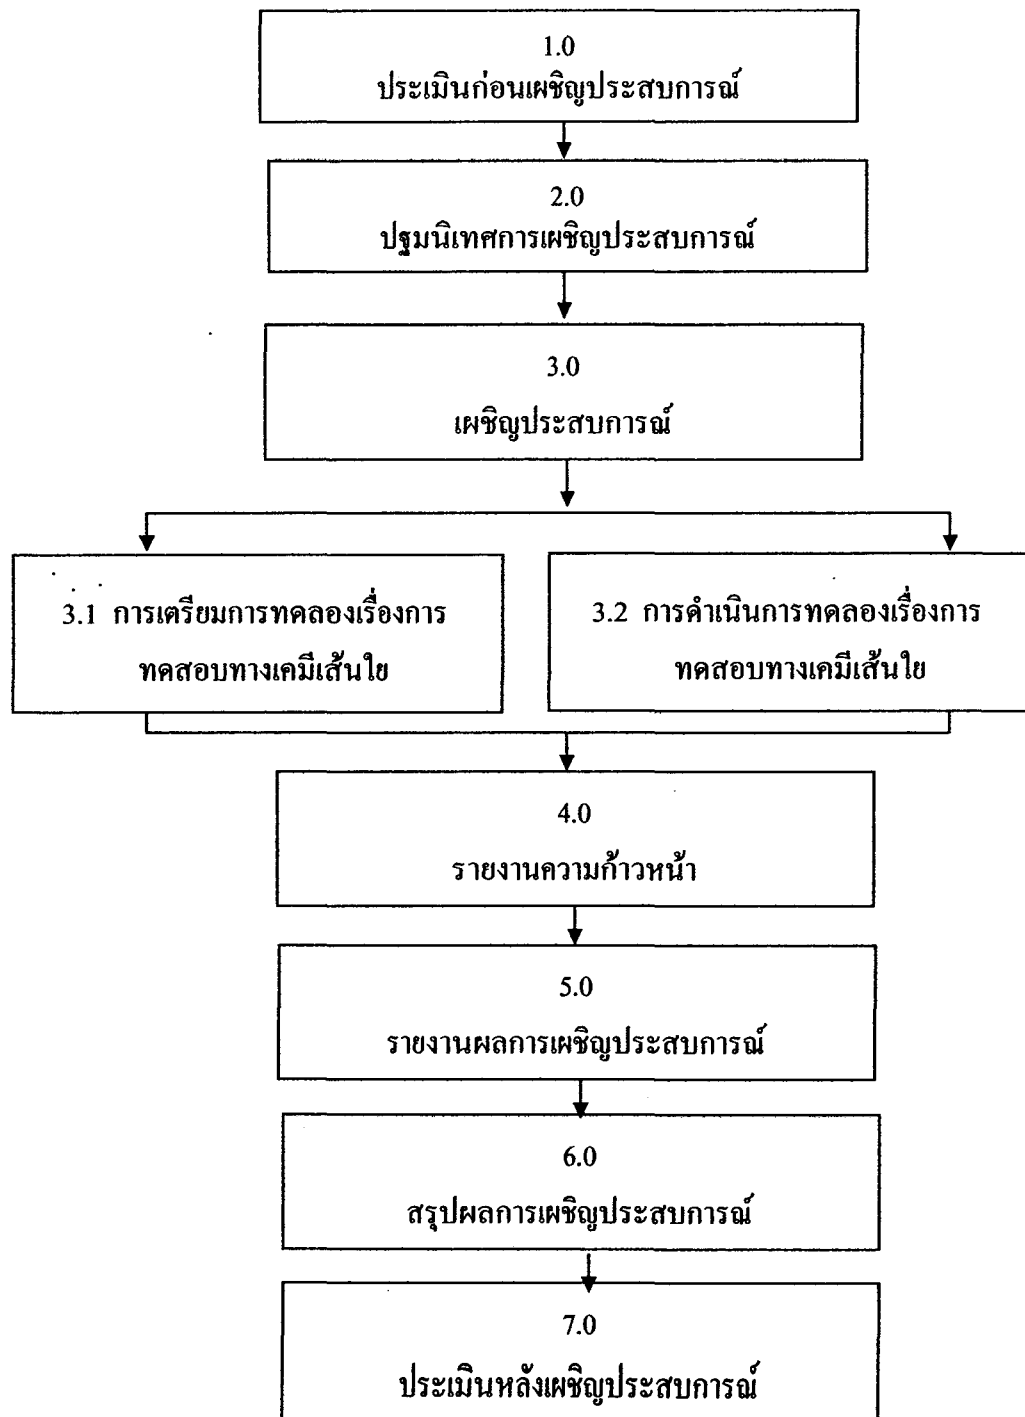 1.0
ประเมินก่อนเผชิญประสบการณ์
2.0
ปฐมนิเทศการเผชิญประสบการณ์
3.0
เผชิญประสบการณ์
3.1 การเตรียมการทดลองเรื่องการ
ทดสอบทางเคมีเส้นใย
3.2 การดำเนินการทดลองเรื่องการ
ทดสอบทางเคมีเส้นใย
4.0
รายงานความก้าวหน้า
5.0
รายงานผลการเผชิญประสบการณ์
6.0
สรุปผลการเผชิญประสบการณ์
7.0
ประเมินหลังเผชิญประสบการณ์